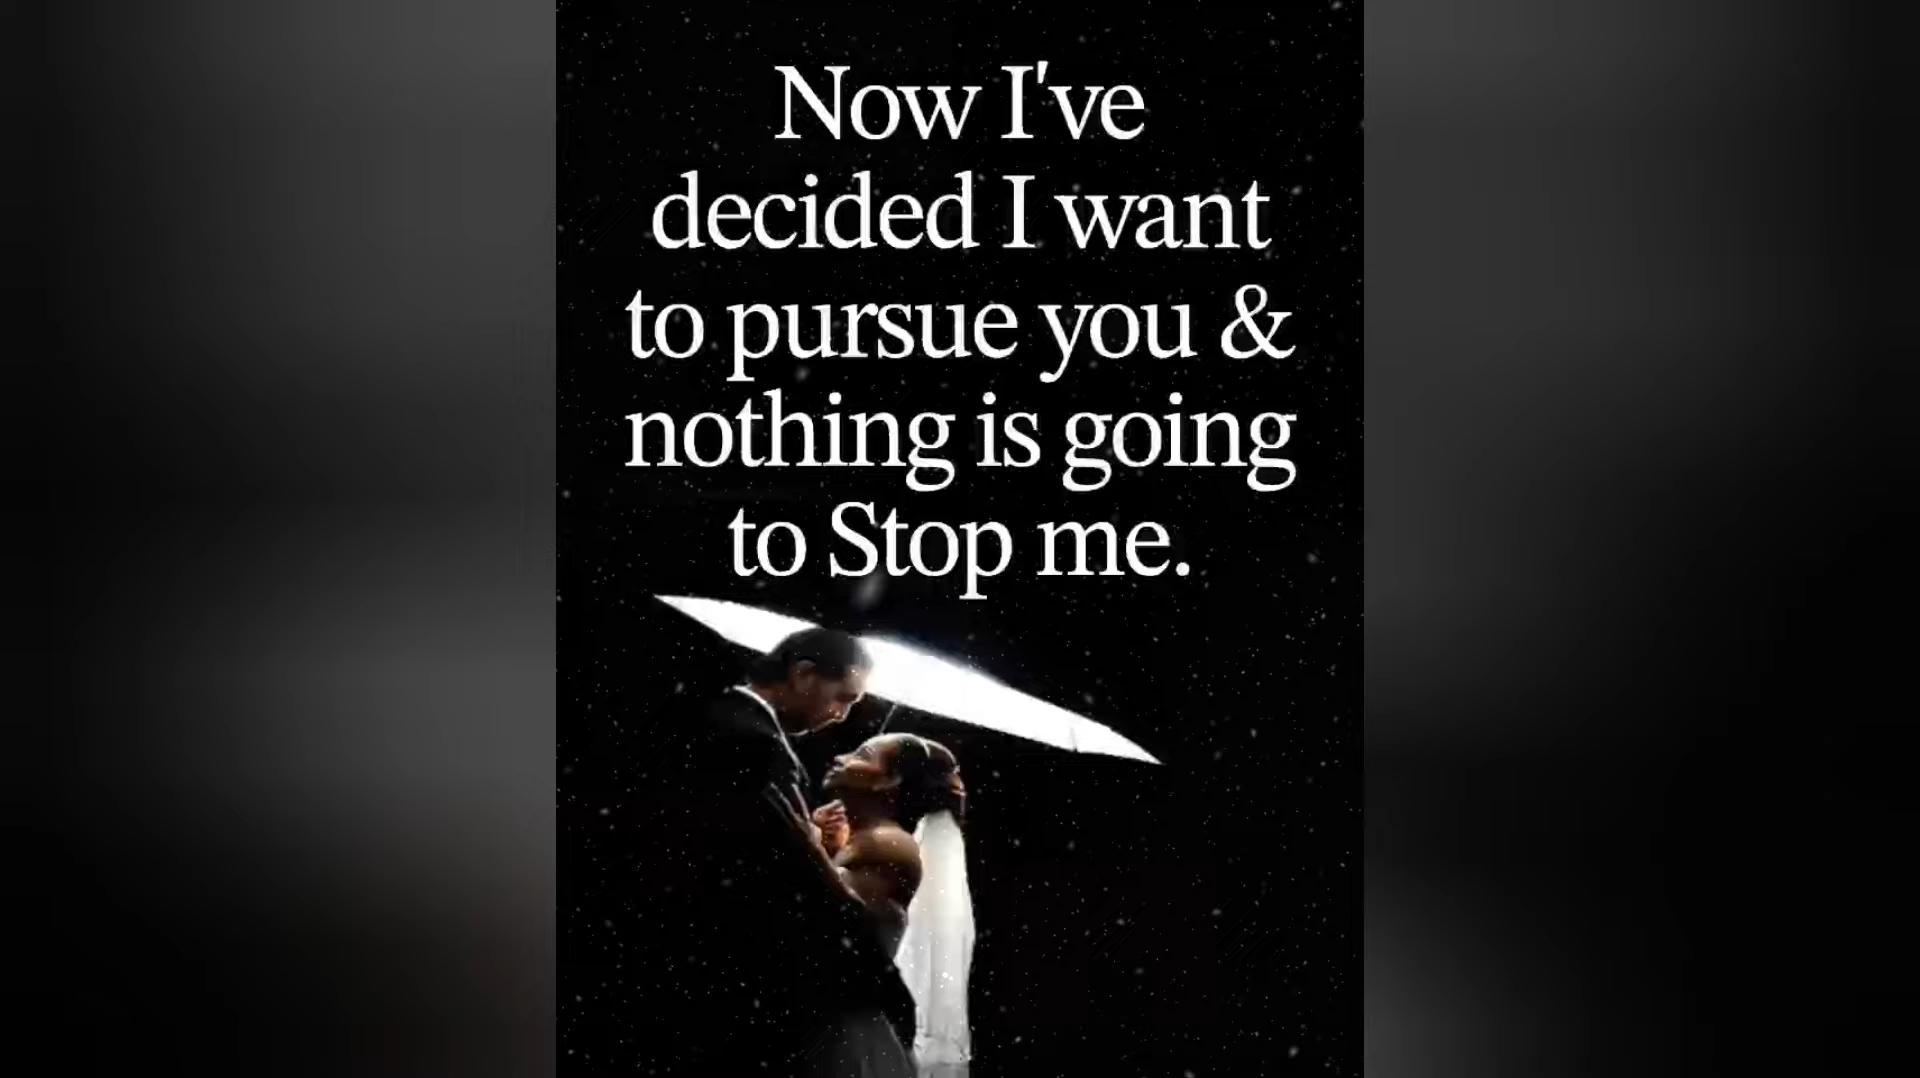 Now I've
decided I want
to pursue you &
nothing is going
to Stop me.